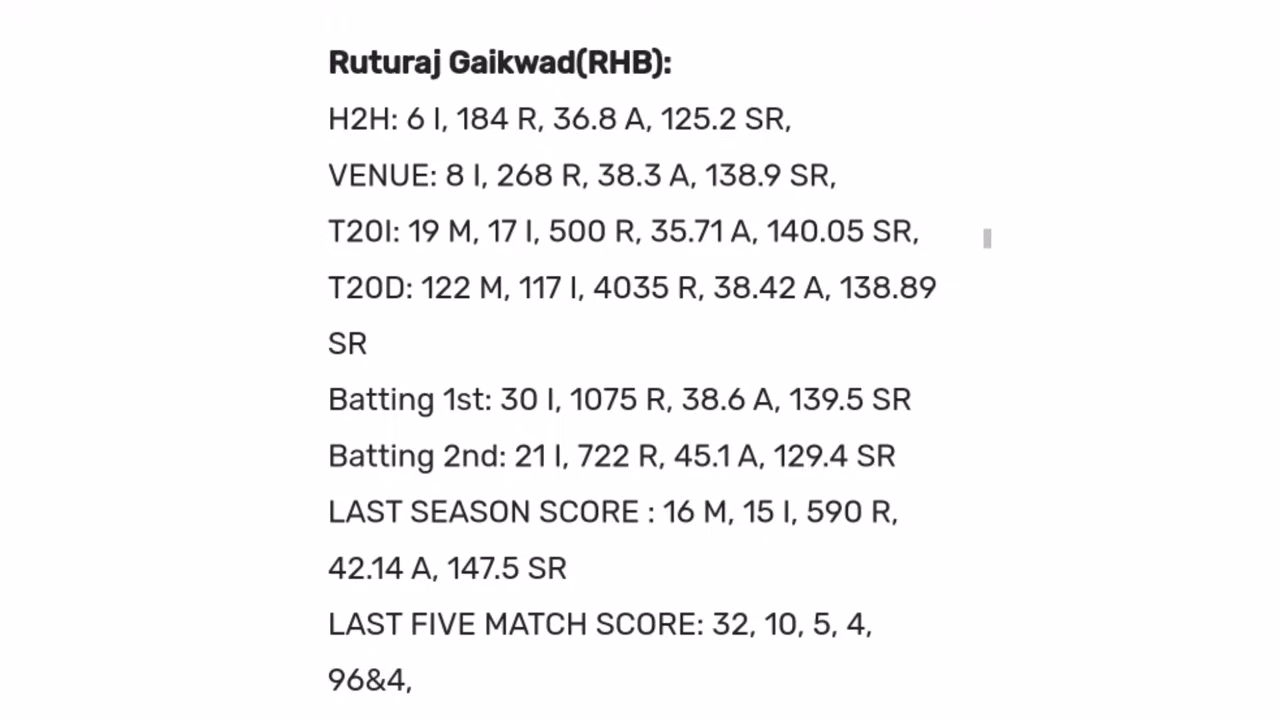 Ruturaj Gaikwad(RHB):
H2H: 6 I, 184 R, 36.8 A, 125.2 SR,
VENUE: 8 I, 268 R, 38.3 A, 138.9 SR,
T20I: 19 M, 17 I, 500 R, 35.71 A, 140.05 SR,
T20D: 122 M, 117 I, 4035 R, 38.42 A, 138.89
SR
Batting 1st: 30 I, 1075 R, 38.6 A, 139.5 SR
Batting 2nd: 21 I, 722 R, 45.1 A, 129.4 SR
LAST SEASON SCORE : 16 M, 15 I, 590 R,
42.14 A, 147.5 SR
LAST FIVE MATCH SCORE: 32, 10, 5, 4,
96&4,